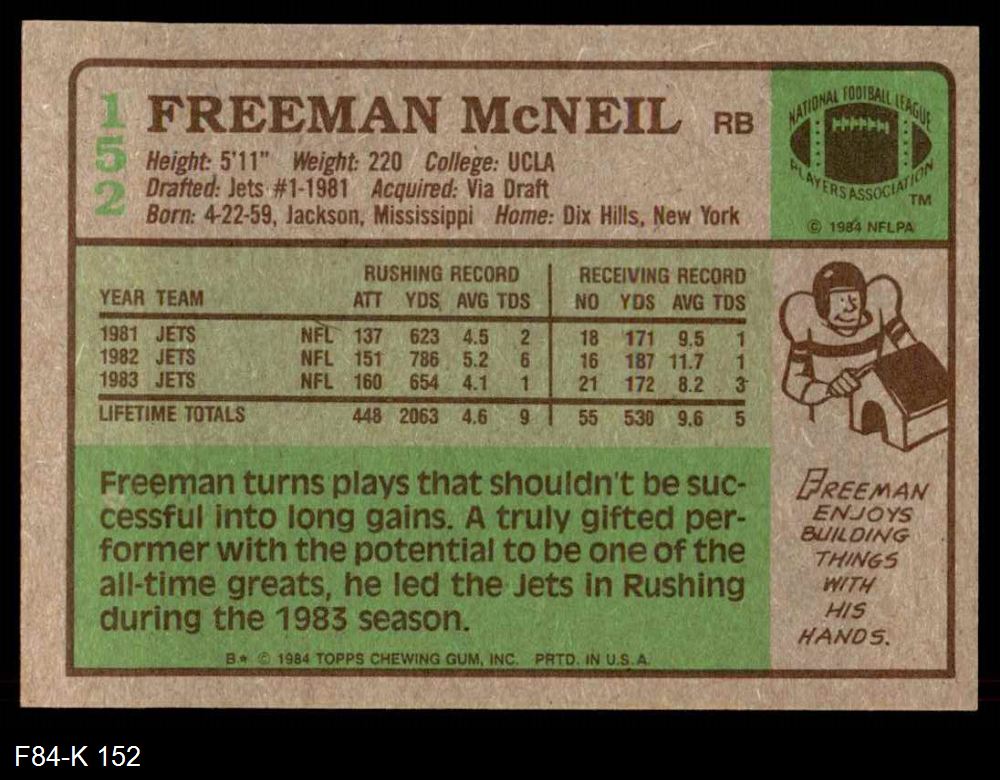 152
FREEMAN McNEIL RB
Height: 5'11" Weight: 220 College: UCLA
Drafted: Jets #1-1981 Acquired: Via Draft
Born: 4-22-59, Jackson, Mississippi Home: Dix Hills, New York
NATIONAL FOOTBALL LEAGUE
PLAYERS ASSOCIATION
TM
© 1984 NFLPA
RUSHING RECORD RECEIVING RECORD
YEAR TEAM ATT YDS AVG TDS NO YDS AVG TDS
1981 JETS NFL 137 623 4.5 2 18 171 9.5 1
1982 JETS NFL 151 786 5.2 6 16 187 11.7 1
1983 JETS NFL 160 654 4.1 1 21 172 8.2 3
LIFETIME TOTALS 448 2063 4.6 9 55 530 9.6 5
Freeman turns plays that shouldn't be suc-
cessful into long gains. A truly gifted per-
former with the potential to be one of the
all-time greats, he led the Jets in Rushing
during the 1983 season.
FREEMAN
ENJOYS
BUILDING
THINGS
WITH
HIS
HANDS.
B* © 1984 TOPPS CHEWING GUM, INC. PRTD. IN U.S.A.
F84-K 152